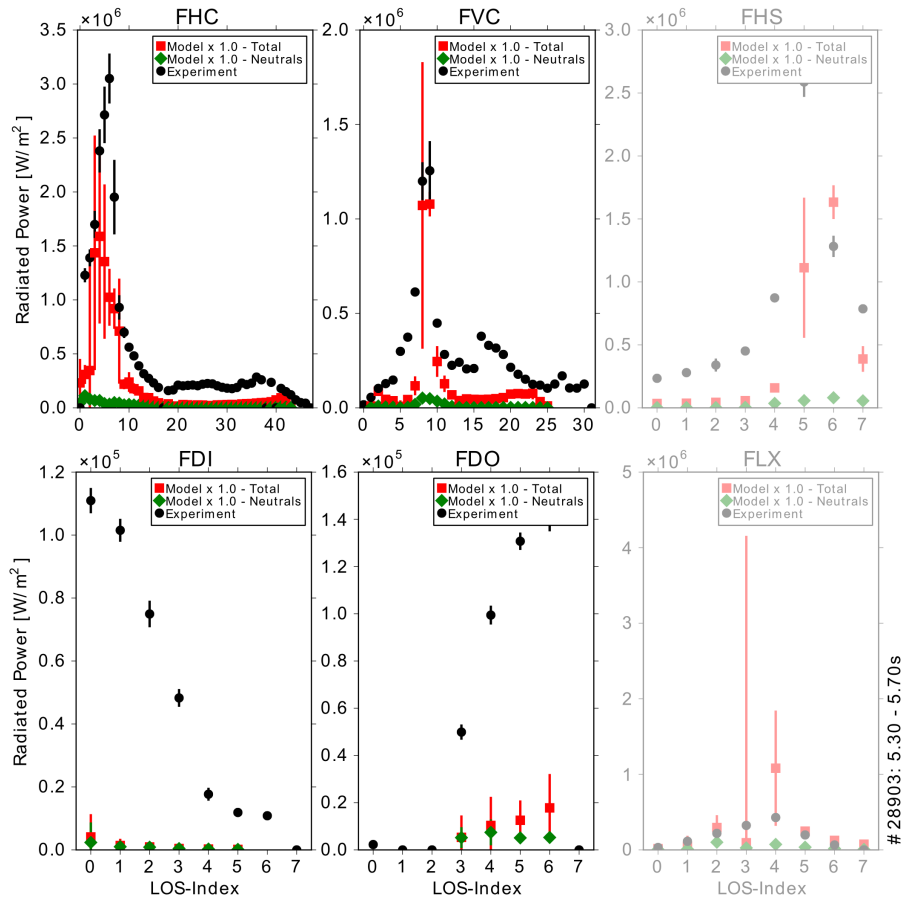 FHC FVC FHS
×10⁶ ×10⁶ ×10⁶
3.5 2.0 3.0
Model x 1.0 - Total Model x 1.0 - Total Model x 1.0 - Total
Model x 1.0 - Neutrals Model x 1.0 - Neutrals Model x 1.0 - Neutrals
Experiment Experiment Experiment
3.0
2.5
1.5 2.5
2.0
2.0
1.5 1.0 1.5
1.0
1.0
0.5
0.5 0.5
0.0 0.0 0.0
Radiated Power [W/m²]
0 10 20 30 40 0 5 10 15 20 25 30 0 1 2 3 4 5 6 7
FDI FDO FLX
×10⁵ ×10⁵ ×10⁶
1.2 1.6 5
Model x 1.0 - Total Model x 1.0 - Total Model x 1.0 - Total
Model x 1.0 - Neutrals Model x 1.0 - Neutrals Model x 1.0 - Neutrals
Experiment Experiment Experiment
1.4
1.0
1.2 4
0.8
1.0
3
0.6 0.8
0.6 2
0.4
0.4
1
0.2
0.2
0.0 0.0 0
Radiated Power [W/m²]
0 1 2 3 4 5 6 7 0 1 2 3 4 5 6 7 0 1 2 3 4 5 6 7
LOS-Index LOS-Index LOS-Index
# 28903: 5.30 - 5.70s